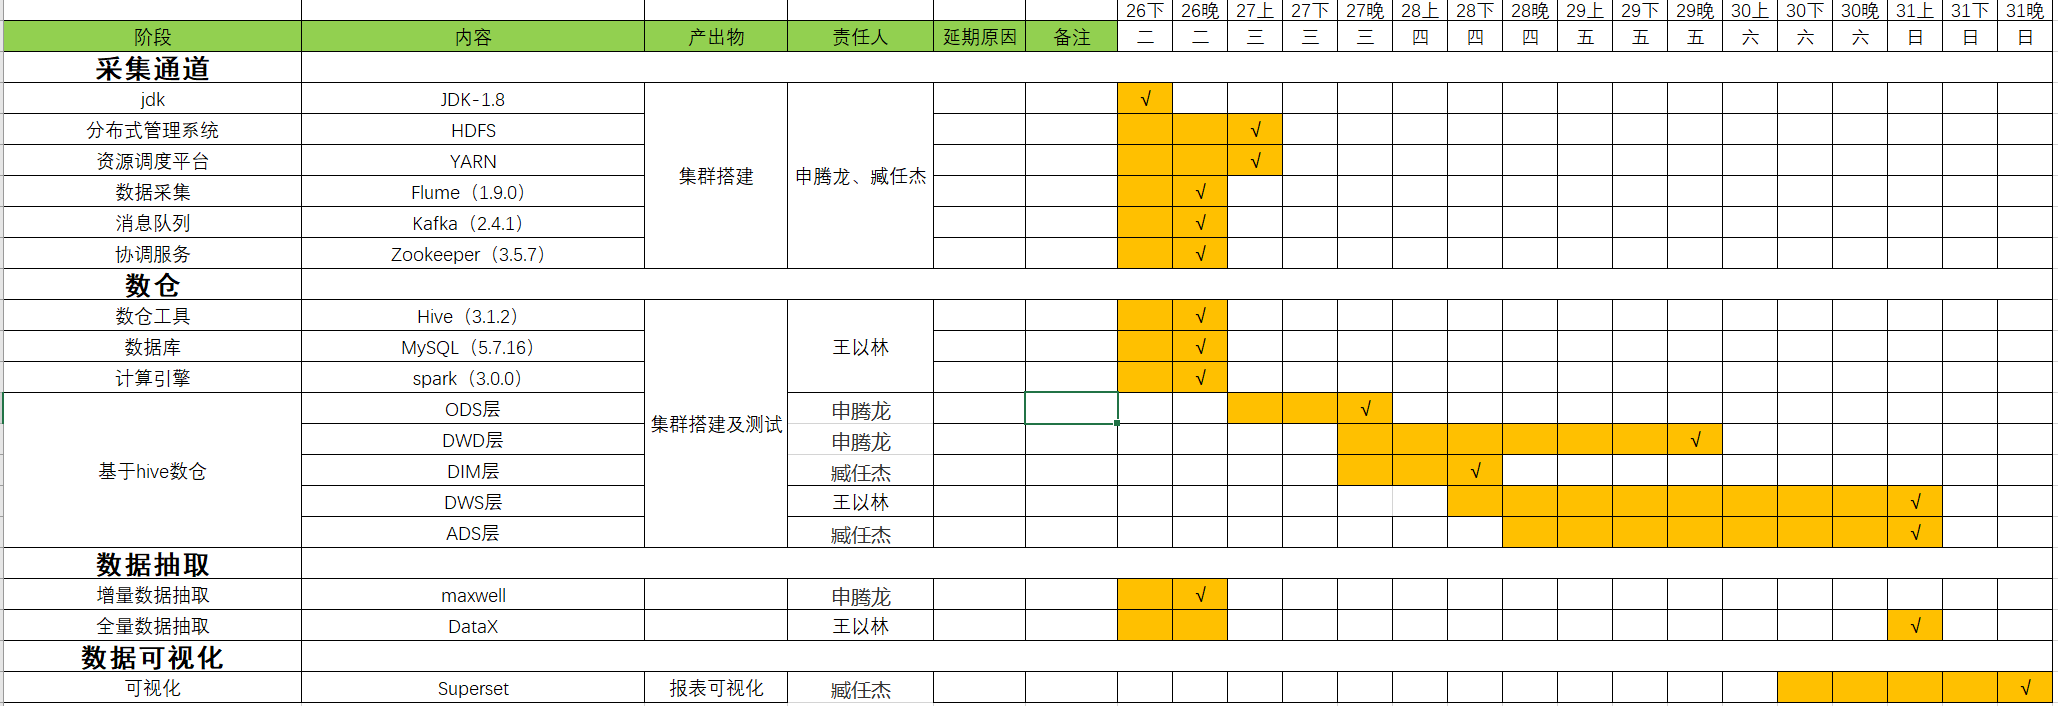 26下 26晚 27上 27下 27晚 28上 28下 28晚 29上 29下 29晚 30上 30下 30晚 31上 31下 31晚
阶段 内容 产出物 责任人 延期原因 备注 二 二 三 三 三 四 四 四 五 五 五 六 六 六 日 日 日
采集通道
jdk JDK-1.8 √
分布式管理系统 HDFS √
资源调度平台 YARN √
集群搭建 申腾龙、臧任杰
数据采集 Flume（1.9.0） √
消息队列 Kafka（2.4.1） √
协调服务 Zookeeper（3.5.7） √
数仓
数仓工具 Hive（3.1.2） √
数据库 MySQL（5.7.16） 王以林 √
计算引擎 spark（3.0.0） √
ODS层 申腾龙 √
集群搭建及测试
DWD层 申腾龙 √
基于hive数仓 DIM层 臧任杰 √
DWS层 王以林 √
ADS层 臧任杰 √
数据抽取
增量数据抽取 maxwell 申腾龙 √
全量数据抽取 DataX 王以林 √
数据可视化
可视化 Superset 报表可视化 臧任杰 √